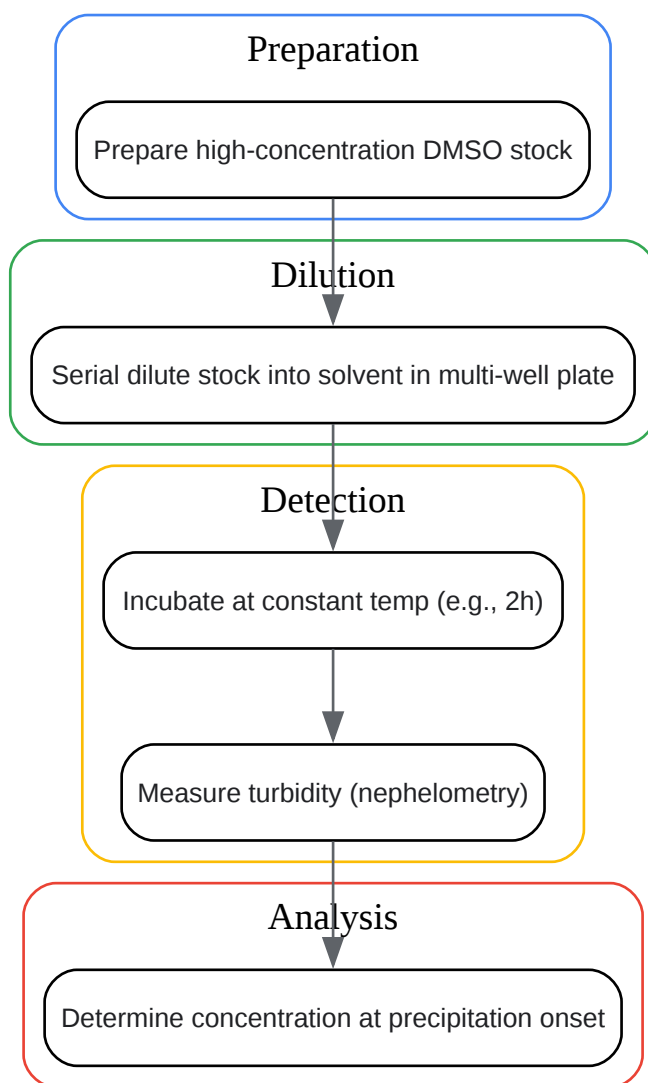 Preparation
Prepare high-concentration DMSO stock
Dilution
Serial dilute stock into solvent in multi-well plate
Detection
Incubate at constant temp (e.g., 2h)
Measure turbidity (nephelometry)
Analysis
Determine concentration at precipitation onset